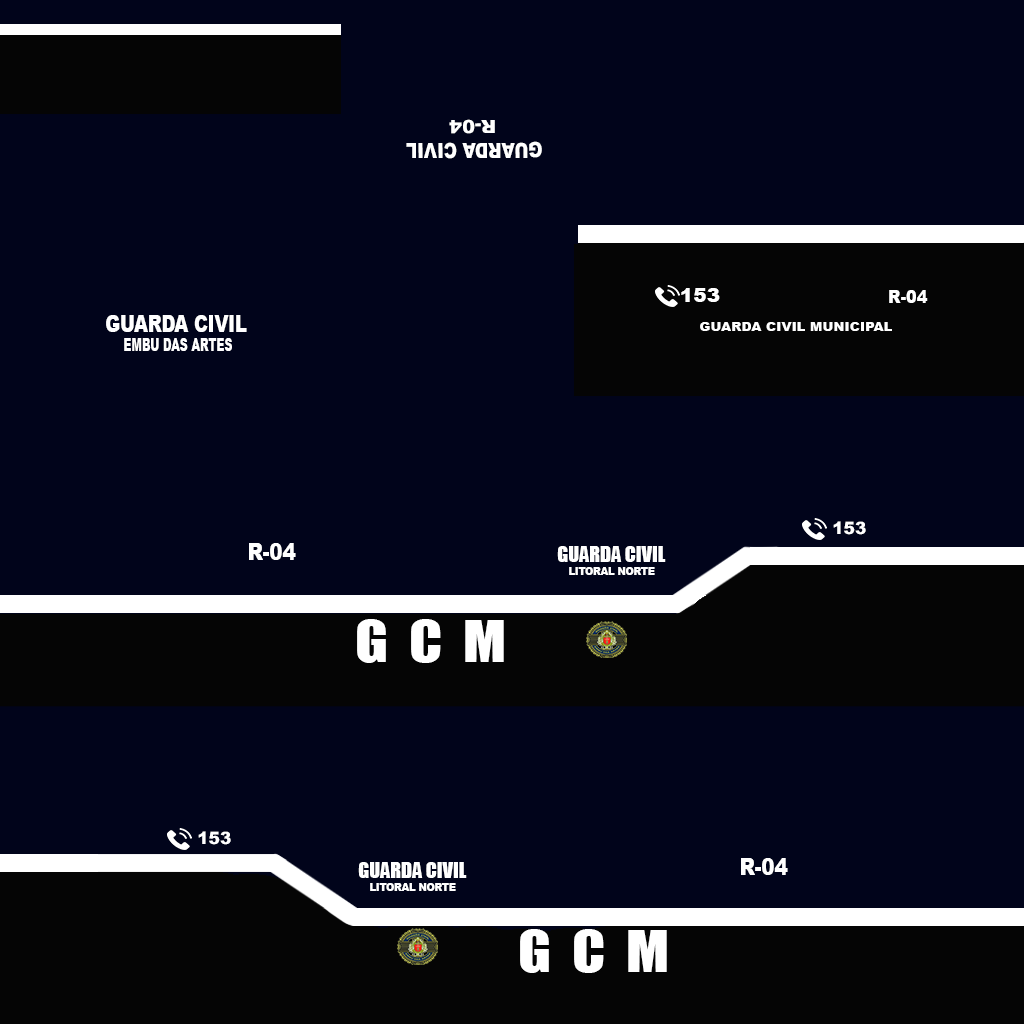 R-04
GUARDA CIVIL
153
R-04
GUARDA CIVIL MUNICIPAL
GUARDA CIVIL
EMBU DAS ARTES
153
R-04
GUARDA CIVIL
LITORAL NORTE
G C M
153
GUARDA CIVIL
LITORAL NORTE
R-04
G C M